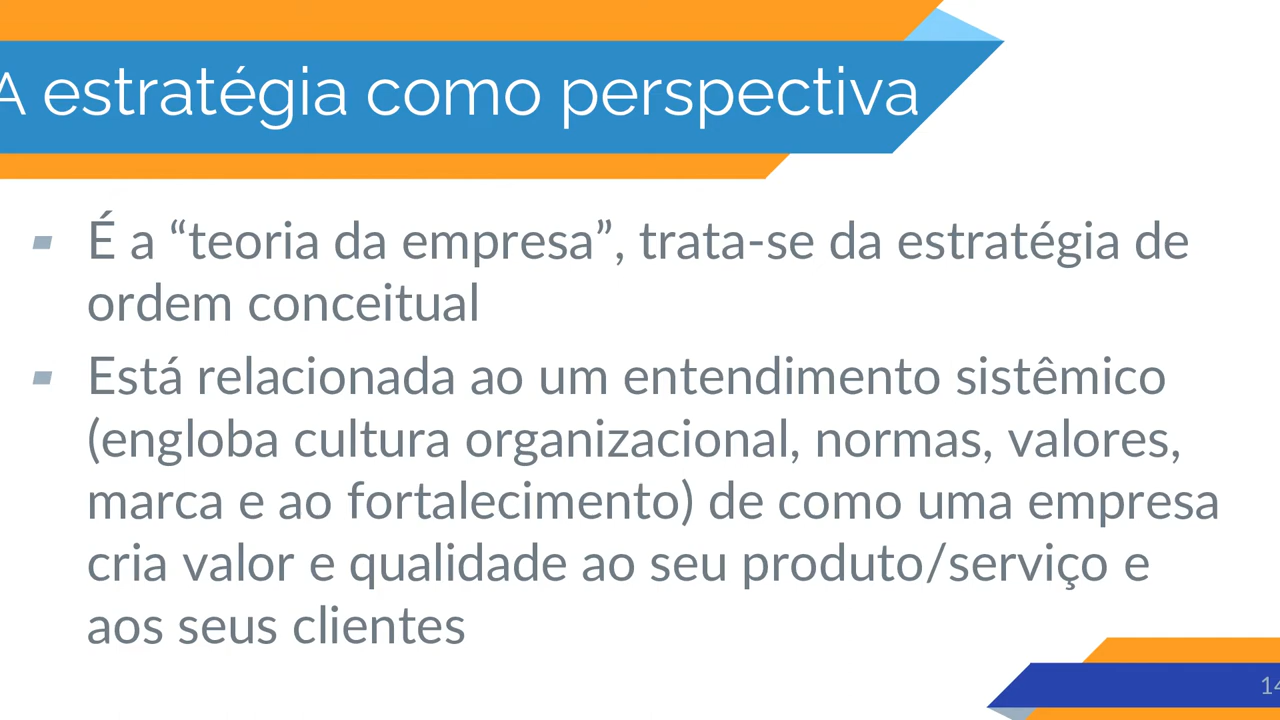 A estratégia como perspectiva
É a “teoria da empresa”, trata-se da estratégia de
ordem conceitual
Está relacionada ao um entendimento sistêmico
(engloba cultura organizacional, normas, valores,
marca e ao fortalecimento) de como uma empresa
cria valor e qualidade ao seu produto/serviço e
aos seus clientes
14